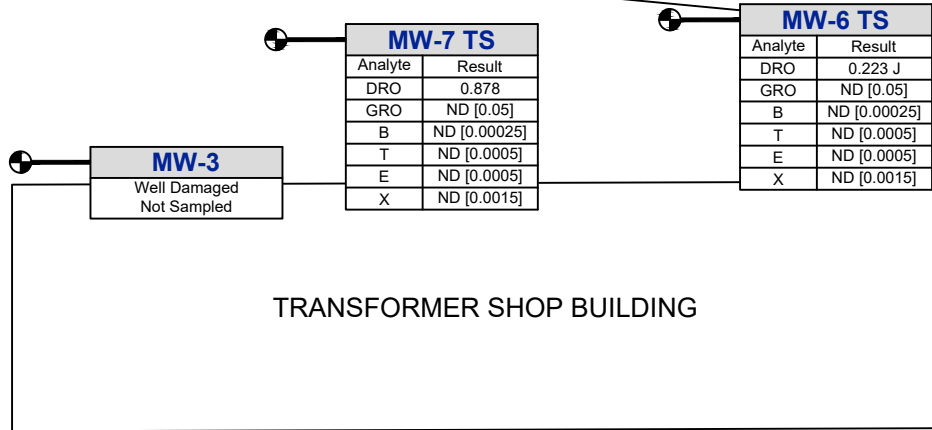 MW-7 TS
Analyte Result
DRO 0.878
GRO ND [0.05]
B ND [0.00025]
T ND [0.0005]
E ND [0.0005]
X ND [0.0015]
MW-6 TS
Analyte Result
DRO 0.223 J
GRO ND [0.05]
B ND [0.00025]
T ND [0.0005]
E ND [0.0005]
X ND [0.0015]
MW-3
Well Damaged
Not Sampled
TRANSFORMER SHOP BUILDING